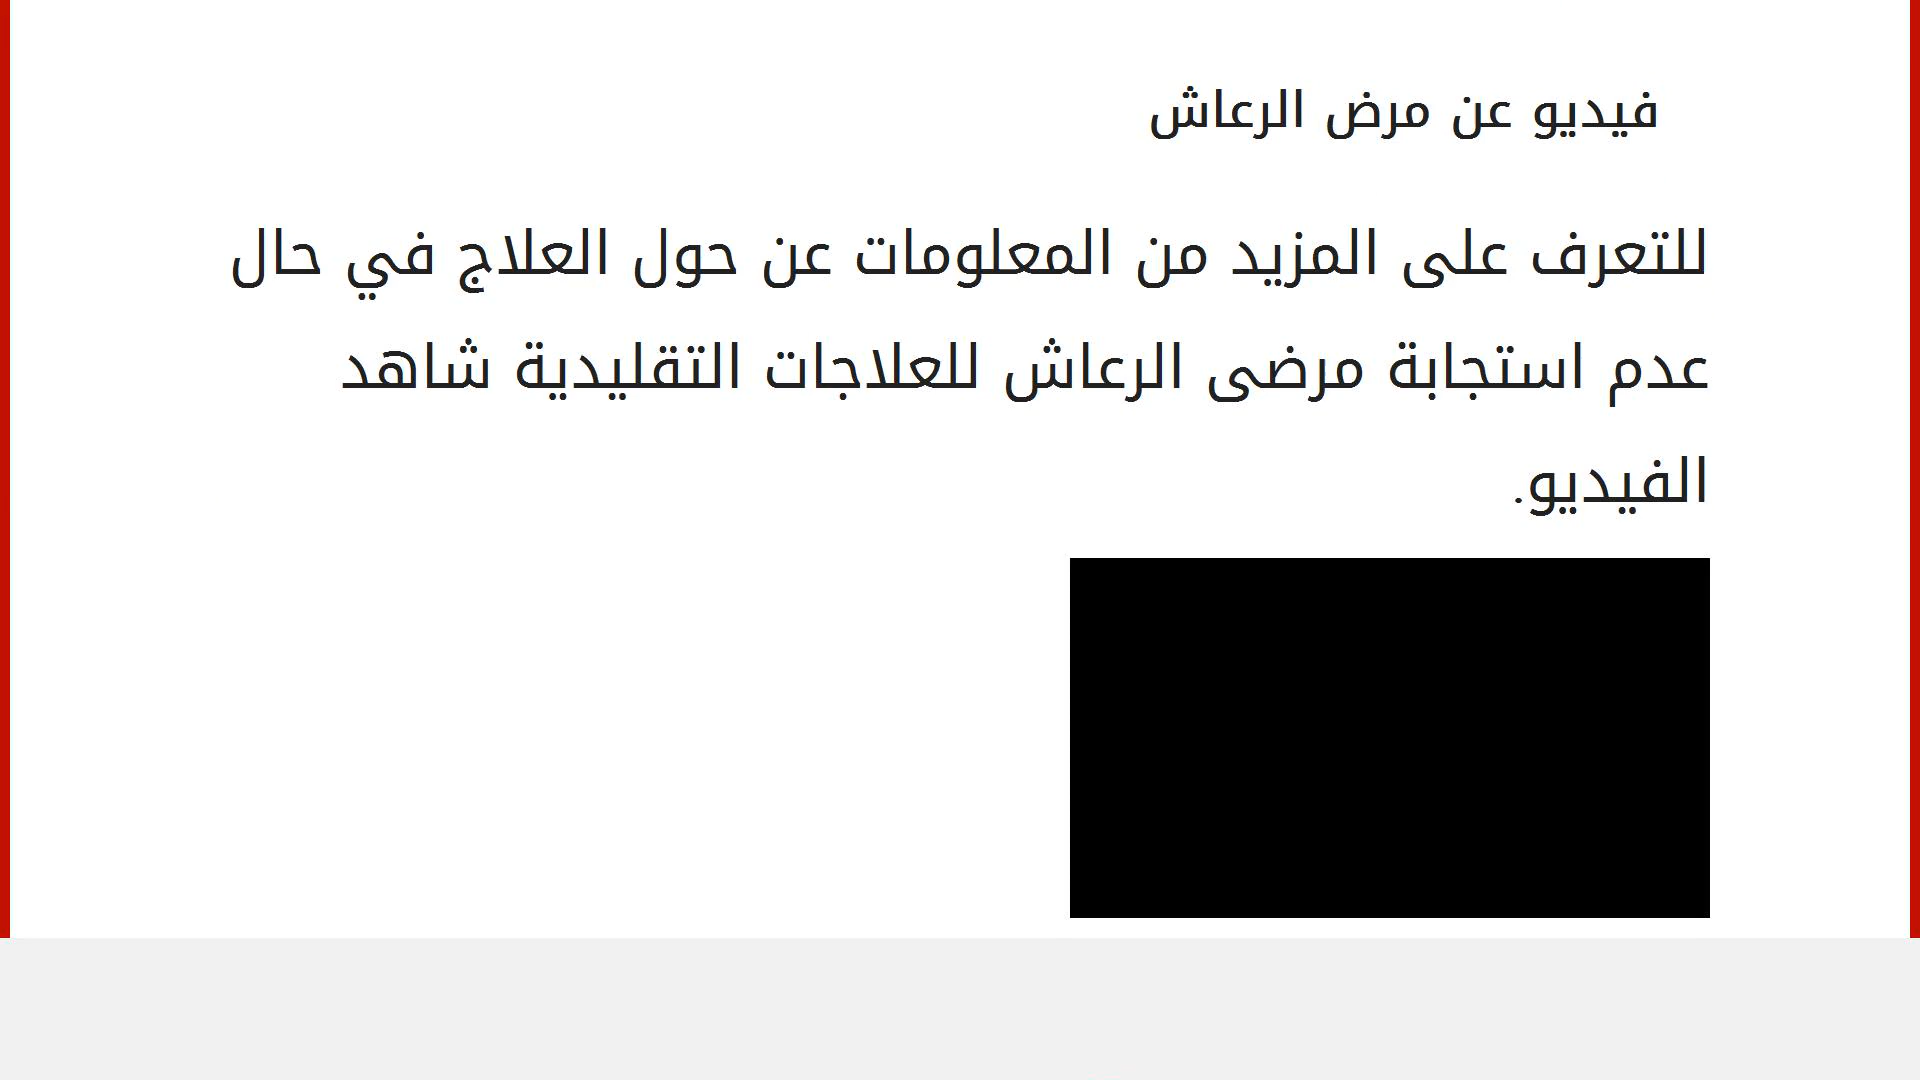 فيديو عن مرض الرعاش
للتعرف على المزيد من المعلومات عن حول العلاج في حال
عدم استجابة مرضى الرعاش للعلاجات التقليدية شاهد
الفيديو.